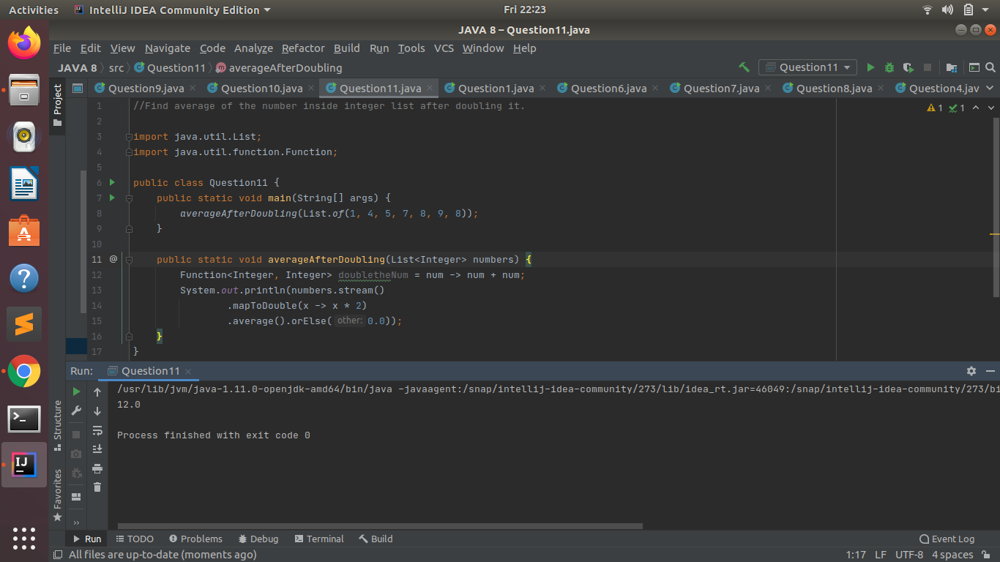 Activities IntelliJ IDEA Community Edition Fri 22:23
JAVA 8 – Question11.java
File Edit View Navigate Code Analyze Refactor Build Run Tools VCS Window Help
JAVA 8 src Question11 averageAfterDoubling Question11
Project
Question9.java Question10.java Question11.java Question1.java Question6.java Question7.java Question8.java Question4.jav
1 //Find average of the number inside integer list after doubling it. 1 1
2
3 import java.util.List;
4 import java.util.function.Function;
5
6 public class Question11 {
7 public static void main(String[] args) {
8 averageAfterDoubling(List.of(1, 4, 5, 7, 8, 9, 8));
9 }
10
11 @ public static void averageAfterDoubling(List<Integer> numbers) {
12 Function<Integer, Integer> doubletheNum = num -> num + num;
13 System.out.println(numbers.stream()
14 .mapToDouble(x -> x * 2)
15 .average().orElse( other: 0.0));
16 }
17 }
Run: Question11
/usr/lib/jvm/java-1.11.0-openjdk-amd64/bin/java -javaagent:/snap/intellij-idea-community/273/lib/idea_rt.jar=46049:/snap/intellij-idea-community/273/bi
12.0
Process finished with exit code 0
Structure
Favorites
Run TODO Problems Debug Terminal Build Event Log
All files are up-to-date (moments ago) 1:17 LF UTF-8 4 spaces